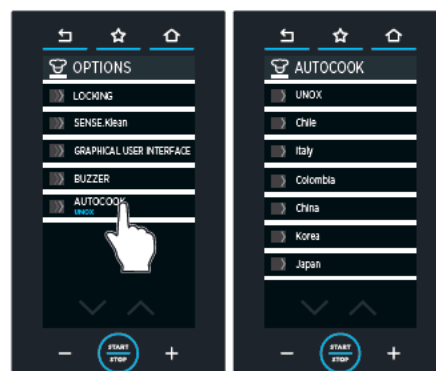 OPTIONS
LOCKING
SENSE.Klean
GRAPHICAL USER INTERFACE
BUZZER
AUTOCOOK
UNOX
START
STOP
AUTOCOOK
UNOX
Chile
Italy
Colombia
China
Korea
Japan
START
STOP